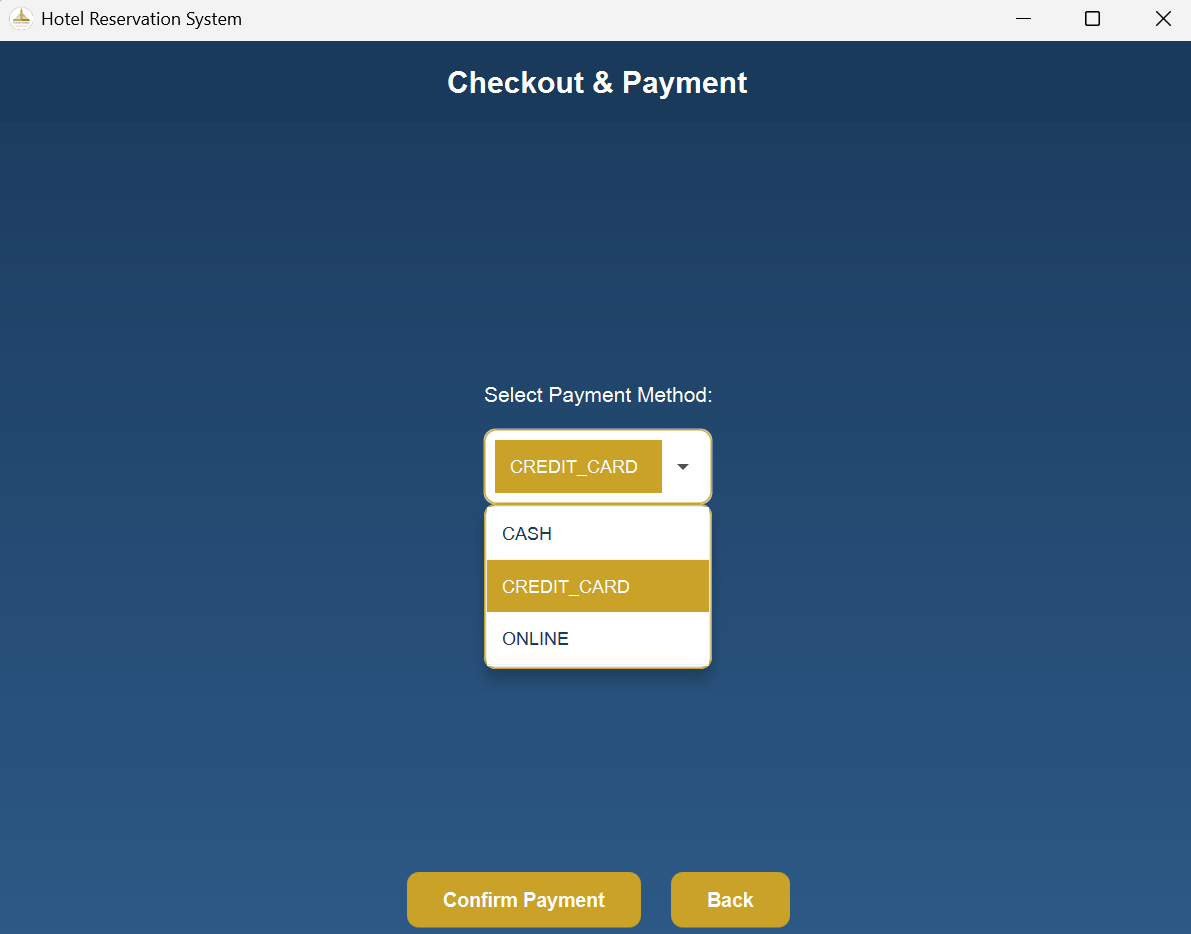 Hotel Reservation System
Checkout & Payment
Select Payment Method:
CREDIT_CARD
CASH
CREDIT_CARD
ONLINE
Confirm Payment
Back